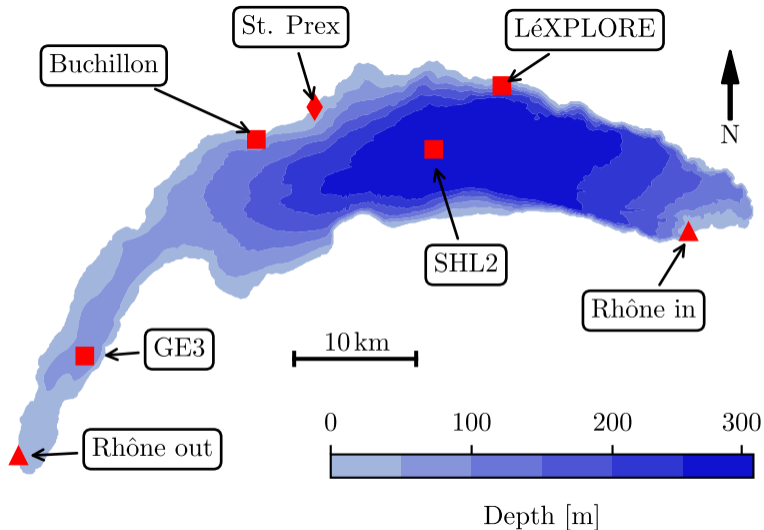 St. Prex
LéXPLORE
Buchillon
N
SHL2
Rhône in
10 km
GE3
Rhône out
0 100 200 300
Depth [m]